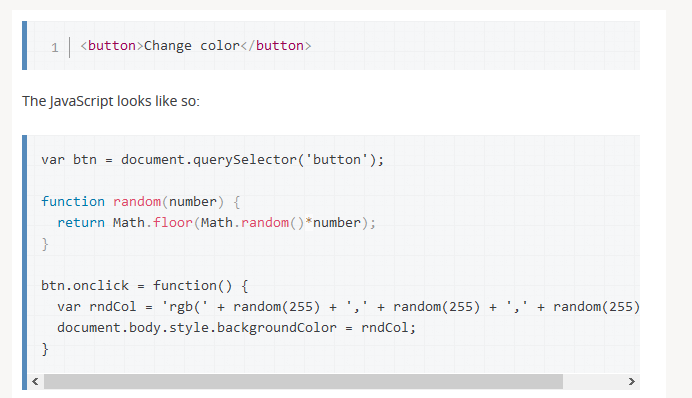 1 <button>Change color</button>
The JavaScript looks like so:
var btn = document.querySelector('button');
function random(number) {
  return Math.floor(Math.random()*number);
}
btn.onclick = function() {
  var rndCol = 'rgb(' + random(255) + ',' + random(255) + ',' + random(255)
  document.body.style.backgroundColor = rndCol;
}